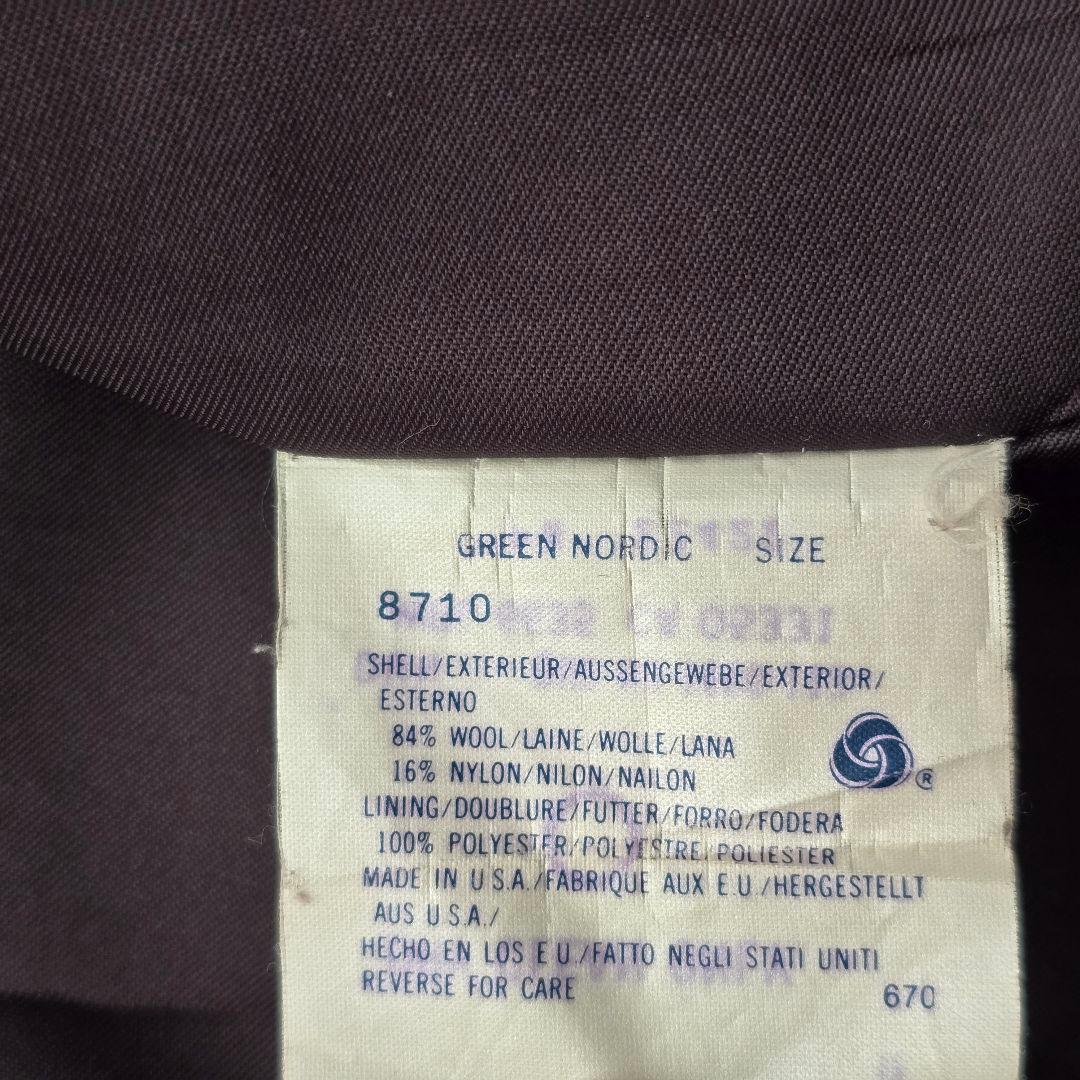 GREEN NORDIC SIZE
8710
SHELL/EXTERIEUR/AUSSENGEWEBE/EXTERIOR/
ESTERNO
84% WOOL/LAINE/WOLLE/LANA
16% NYLON/NILON/NAILON
®
LINING/DOUBLURE/FUTTER/FORRO/FODERA
100% POLYESTER/POLYESTRE/POLIESTER
MADE IN U.S.A./FABRIQUE AUX E.U./HERGESTELLT
AUS U.S.A./
HECHO EN LOS E.U./FATTO NEGLI STATI UNITI
REVERSE FOR CARE 670